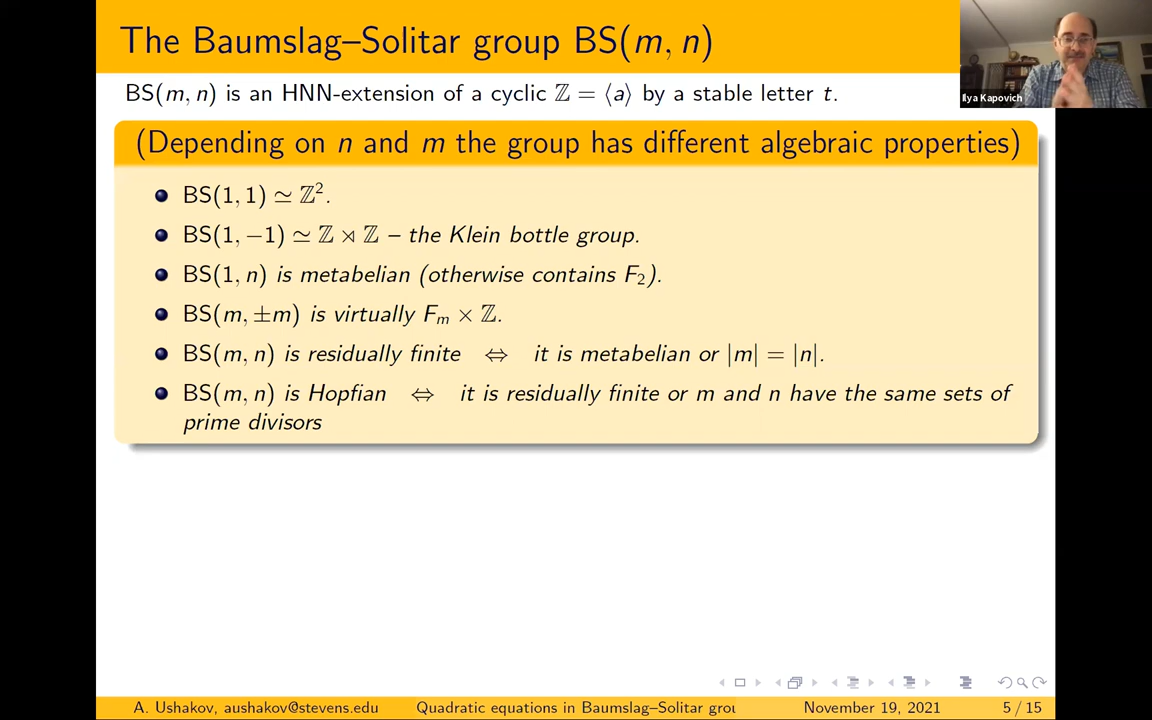 The Baumslag–Solitar group BS(m, n)
Ilya Kapovich
BS(m, n) is an HNN-extension of a cyclic ℤ = ⟨a⟩ by a stable letter t.
(Depending on n and m the group has different algebraic properties)
BS(1, 1) ≃ ℤ².
BS(1, −1) ≃ ℤ ⋊ ℤ – the Klein bottle group.
BS(1, n) is metabelian (otherwise contains F₂).
BS(m, ±m) is virtually Fₘ × ℤ.
BS(m, n) is residually finite ⇔ it is metabelian or |m| = |n|.
BS(m, n) is Hopfian ⇔ it is residually finite or m and n have the same sets of
prime divisors
A. Ushakov, aushakov@stevens.edu Quadratic equations in Baumslag–Solitar grou November 19, 2021 5 / 15